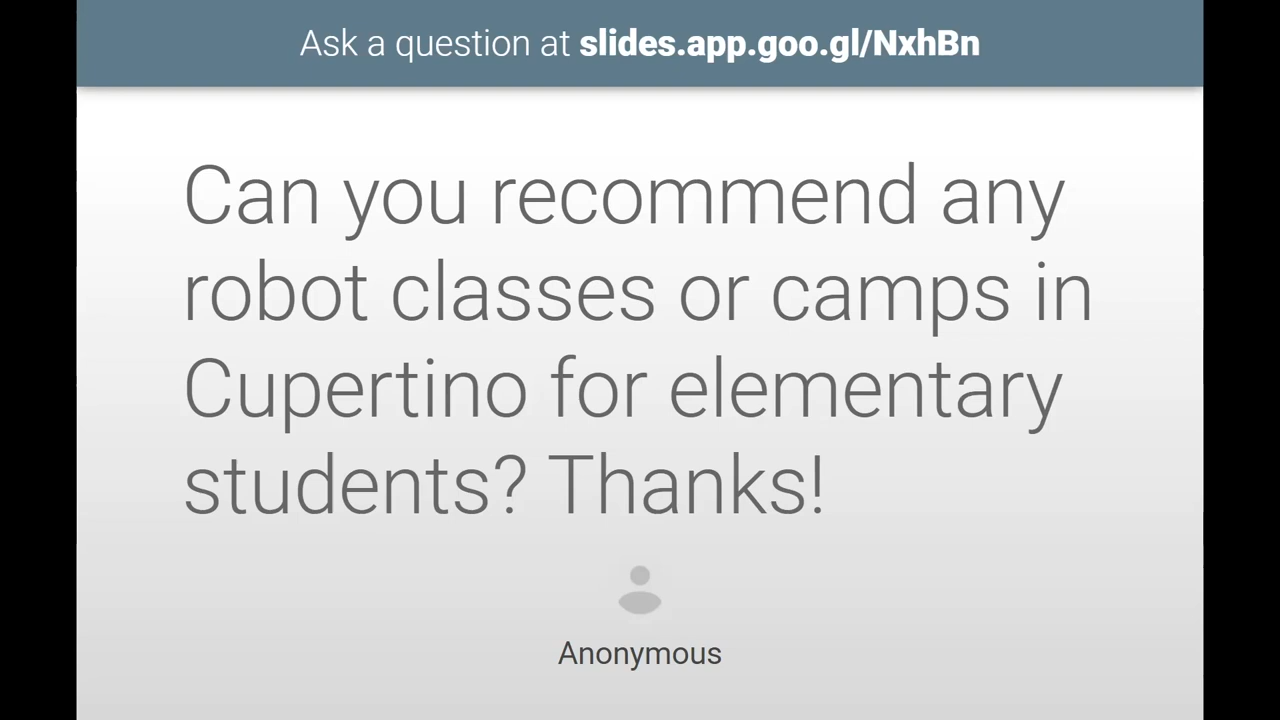 Ask a question at slides.app.goo.gl/NxhBn
Can you recommend any
robot classes or camps in
Cupertino for elementary
students? Thanks!
Anonymous